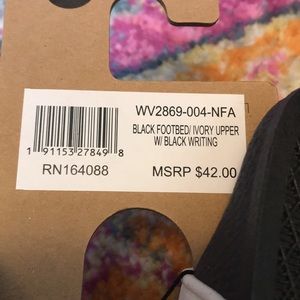 WV2869-004-NFA
BLACK FOOTBED/ IVORY UPPER
W/ BLACK WRITING
1 91153 27849 8
RN164088
MSRP $42.00